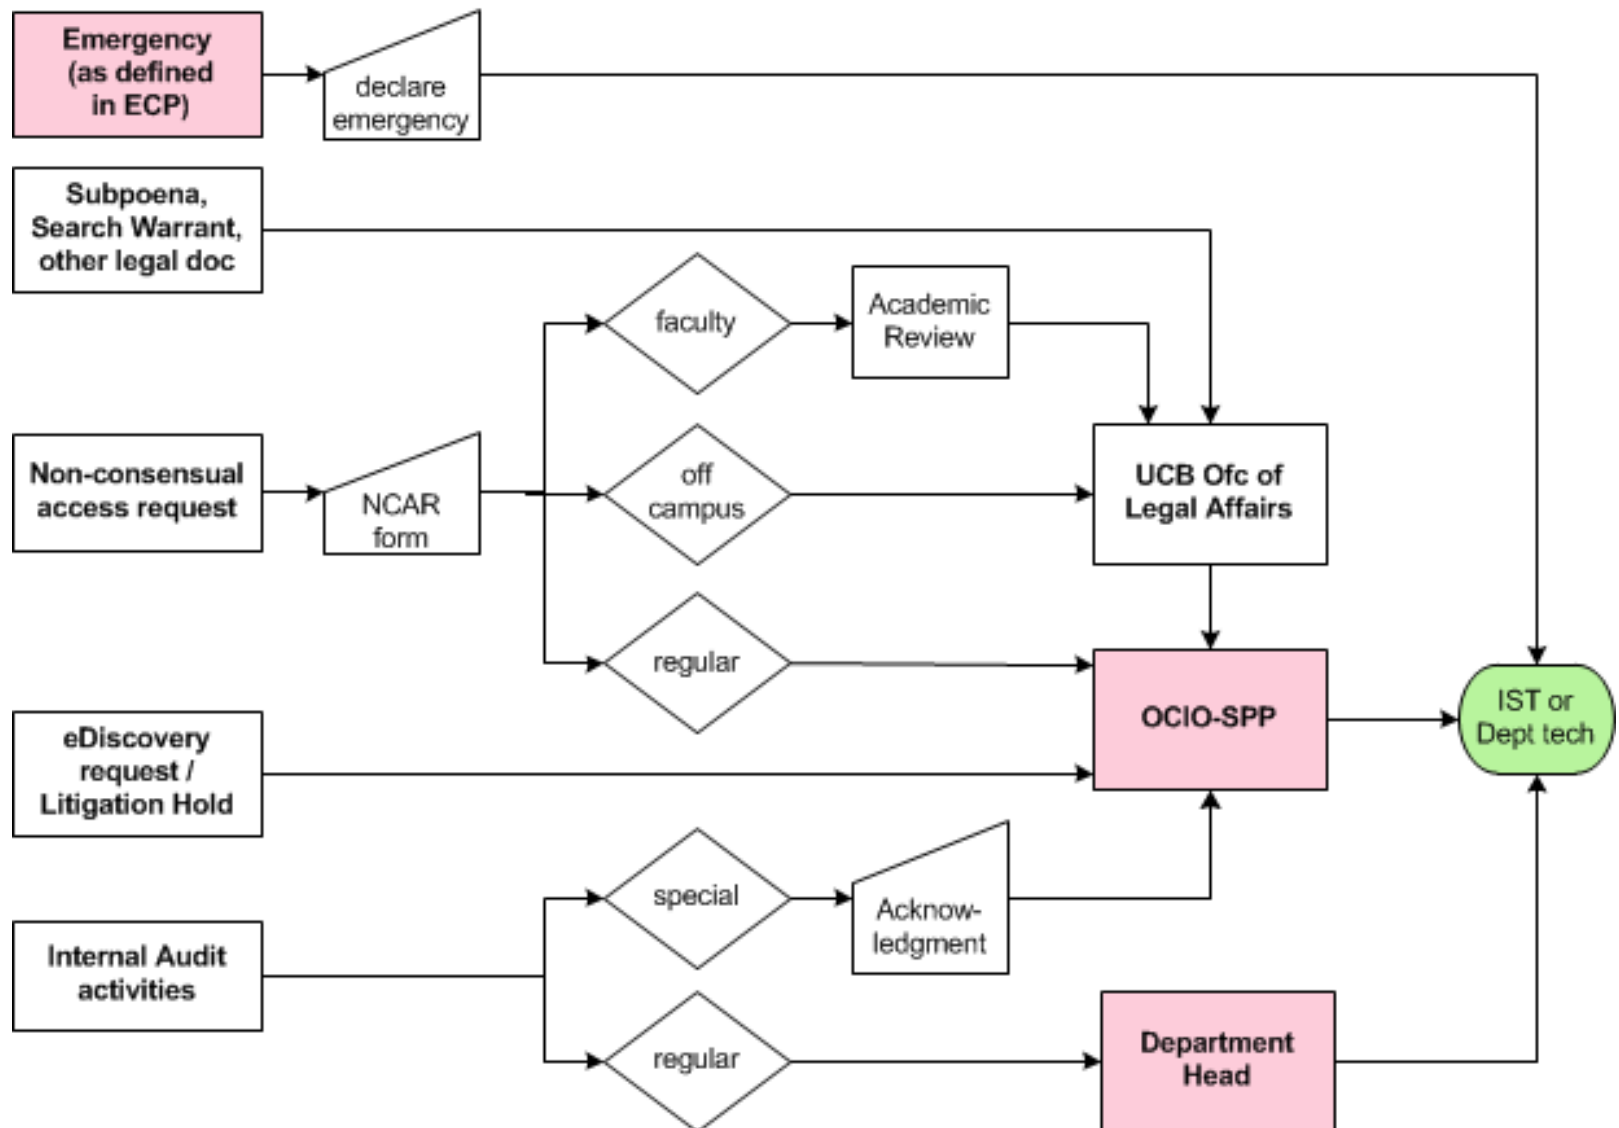 Emergency
(as defined
in ECP)
declare
emergency
Subpoena,
Search Warrant,
other legal doc
faculty
Academic
Review
Non-consensual
access request
NCAR
form
off
campus
UCB Ofc of
Legal Affairs
regular
OCIO-SPP
IST or
Dept tech
eDiscovery
request /
Litigation Hold
special
Acknow-
ledgment
Internal Audit
activities
regular
Department
Head